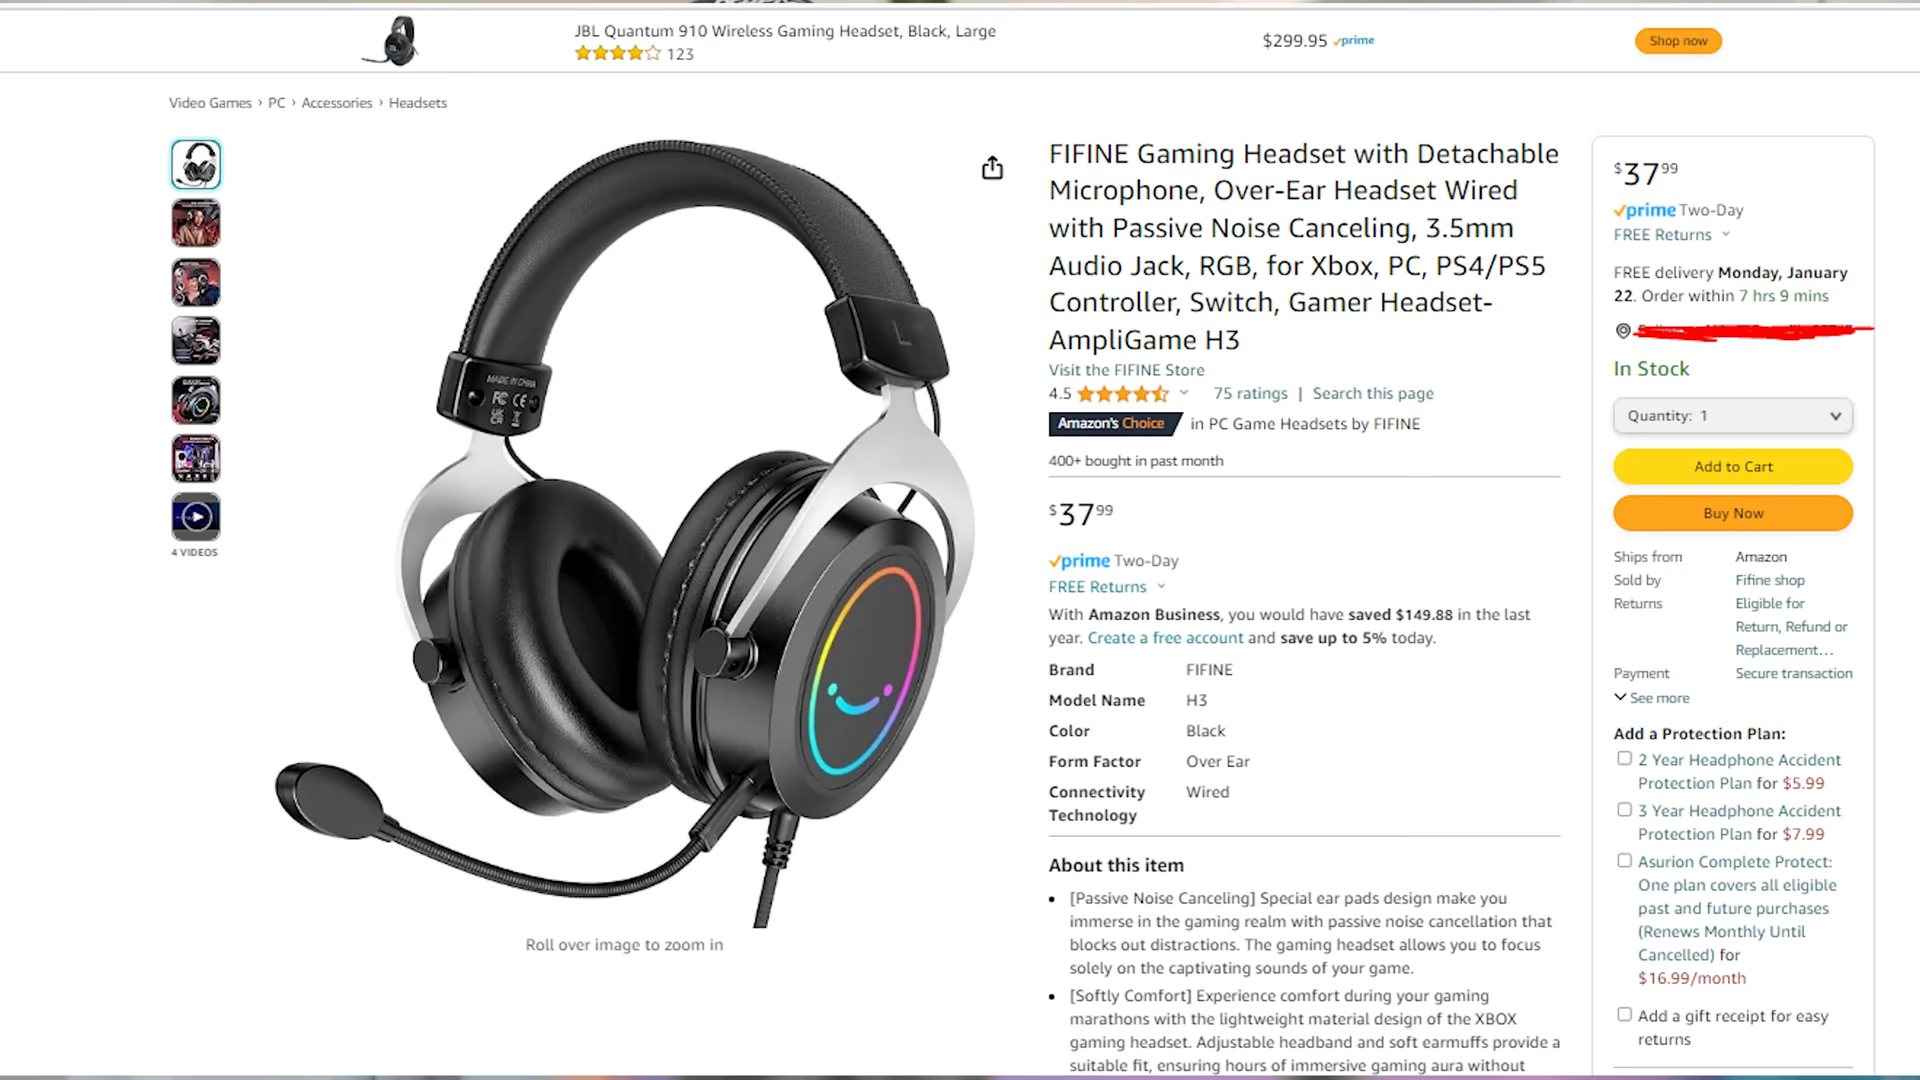 JBL Quantum 910 Wireless Gaming Headset, Black, Large
123
$299.95 prime
Shop now
Video Games › PC › Accessories › Headsets
4 VIDEOS
L
MADE IN CHINA
FC CE
Roll over image to zoom in
FIFINE Gaming Headset with Detachable
Microphone, Over-Ear Headset Wired
with Passive Noise Canceling, 3.5mm
Audio Jack, RGB, for Xbox, PC, PS4/PS5
Controller, Switch, Gamer Headset-
AmpliGame H3
Visit the FIFINE Store
4.5 75 ratings | Search this page
Amazon's Choice in PC Game Headsets by FIFINE
400+ bought in past month
$37.99
prime Two-Day
FREE Returns
With Amazon Business, you would have saved $149.88 in the last
year. Create a free account and save up to 5% today.
Brand FIFINE
Model Name H3
Color Black
Form Factor Over Ear
Connectivity Wired
Technology
About this item
• [Passive Noise Canceling] Special ear pads design make you
immerse in the gaming realm with passive noise cancellation that
blocks out distractions. The gaming headset allows you to focus
solely on the captivating sounds of your game.
• [Softly Comfort] Experience comfort during your gaming
marathons with the lightweight material design of the XBOX
gaming headset. Adjustable headband and soft earmuffs provide a
suitable fit, ensuring hours of immersive gaming aura without
$37.99
prime Two-Day
FREE Returns
FREE delivery Monday, January
22. Order within 7 hrs 9 mins
In Stock
Quantity: 1
Add to Cart
Buy Now
Ships from Amazon
Sold by Fifine shop
Returns Eligible for
Return, Refund or
Replacement…
Payment Secure transaction
See more
Add a Protection Plan:
2 Year Headphone Accident
Protection Plan for $5.99
3 Year Headphone Accident
Protection Plan for $7.99
Asurion Complete Protect:
One plan covers all eligible
past and future purchases
(Renews Monthly Until
Cancelled) for
$16.99/month
Add a gift receipt for easy
returns